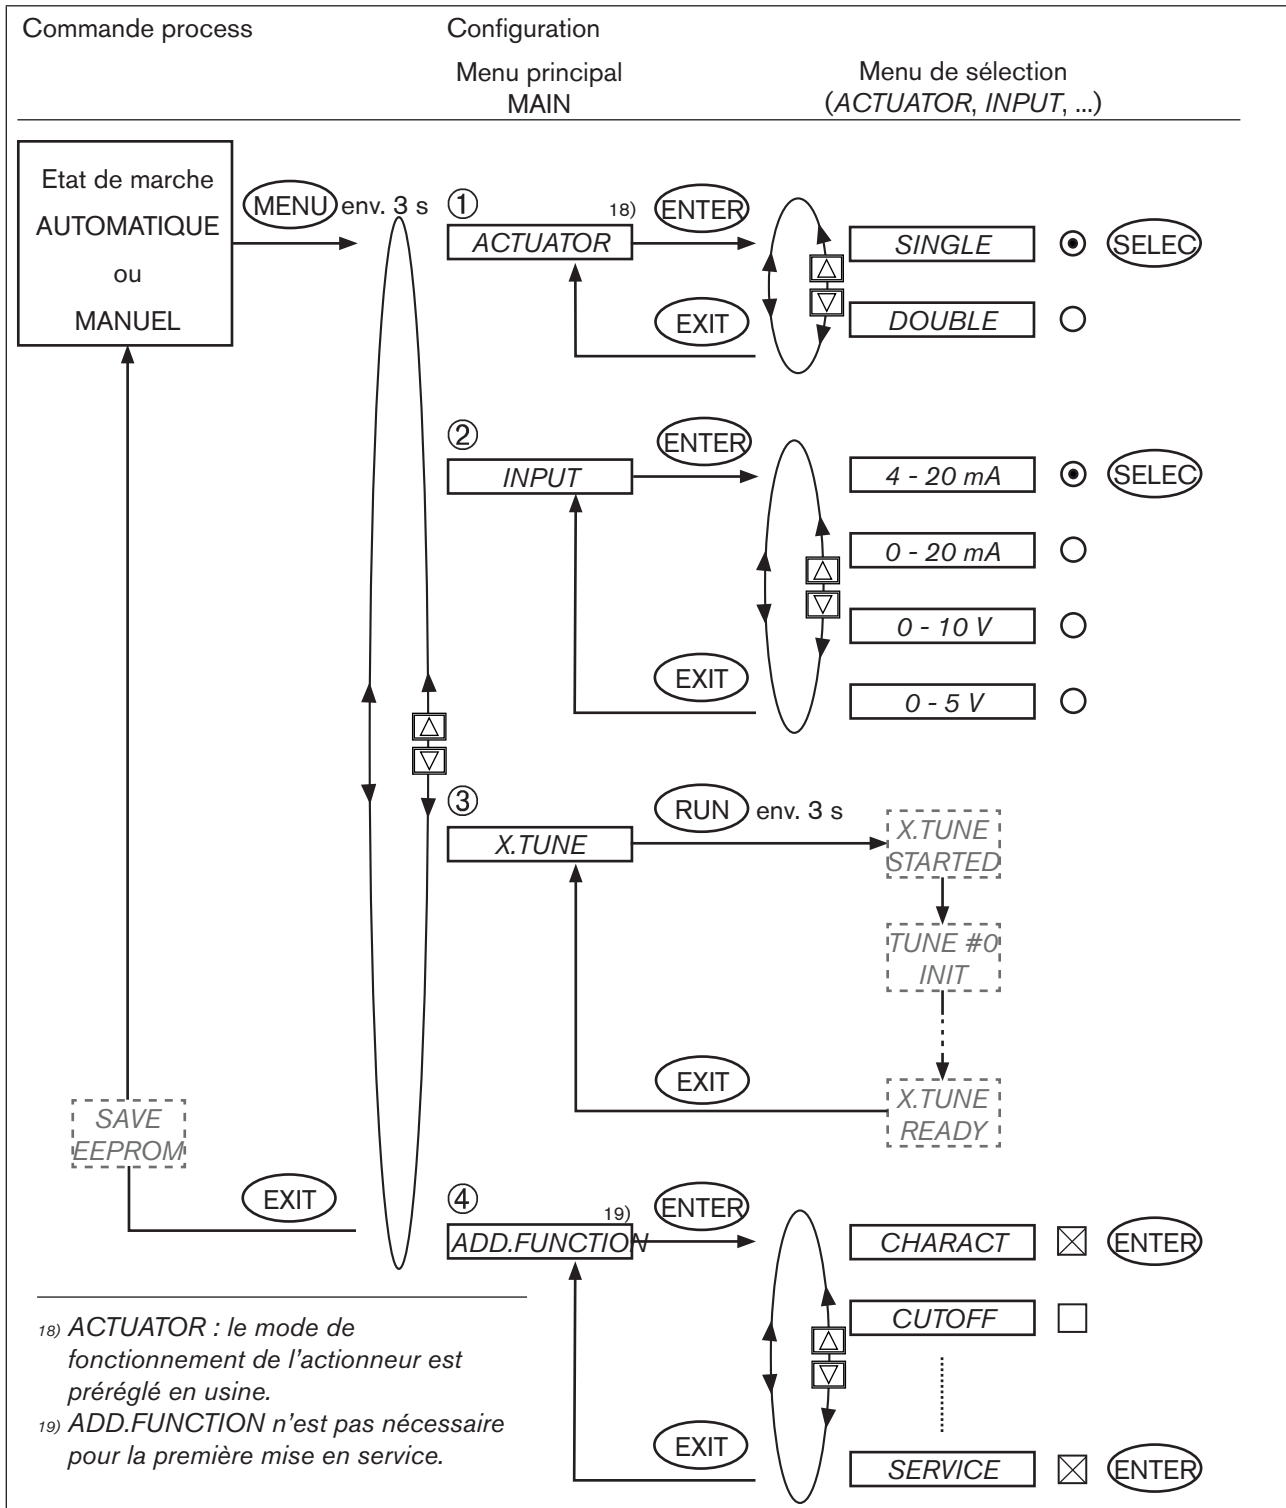 Commande process
Configuration
Menu principal
MAIN
Menu de sélection
(ACTUATOR, INPUT, ...)
Etat de marche
AUTOMATIQUE
ou
MANUEL
MENU env. 3 s
①
ACTUATOR
18)
ENTER
EXIT
SINGLE
SELEC
DOUBLE
②
INPUT
ENTER
EXIT
4 - 20 mA
SELEC
0 - 20 mA
0 - 10 V
0 - 5 V
③
X.TUNE
RUN env. 3 s
X.TUNE
STARTED
TUNE #0
INIT
X.TUNE
READY
EXIT
SAVE
EEPROM
EXIT
④
ADD.FUNCTION
19)
ENTER
EXIT
CHARACT
ENTER
CUTOFF
SERVICE
ENTER
18) ACTUATOR : le mode de
fonctionnement de l'actionneur est
préréglé en usine.
19) ADD.FUNCTION n'est pas nécessaire
pour la première mise en service.